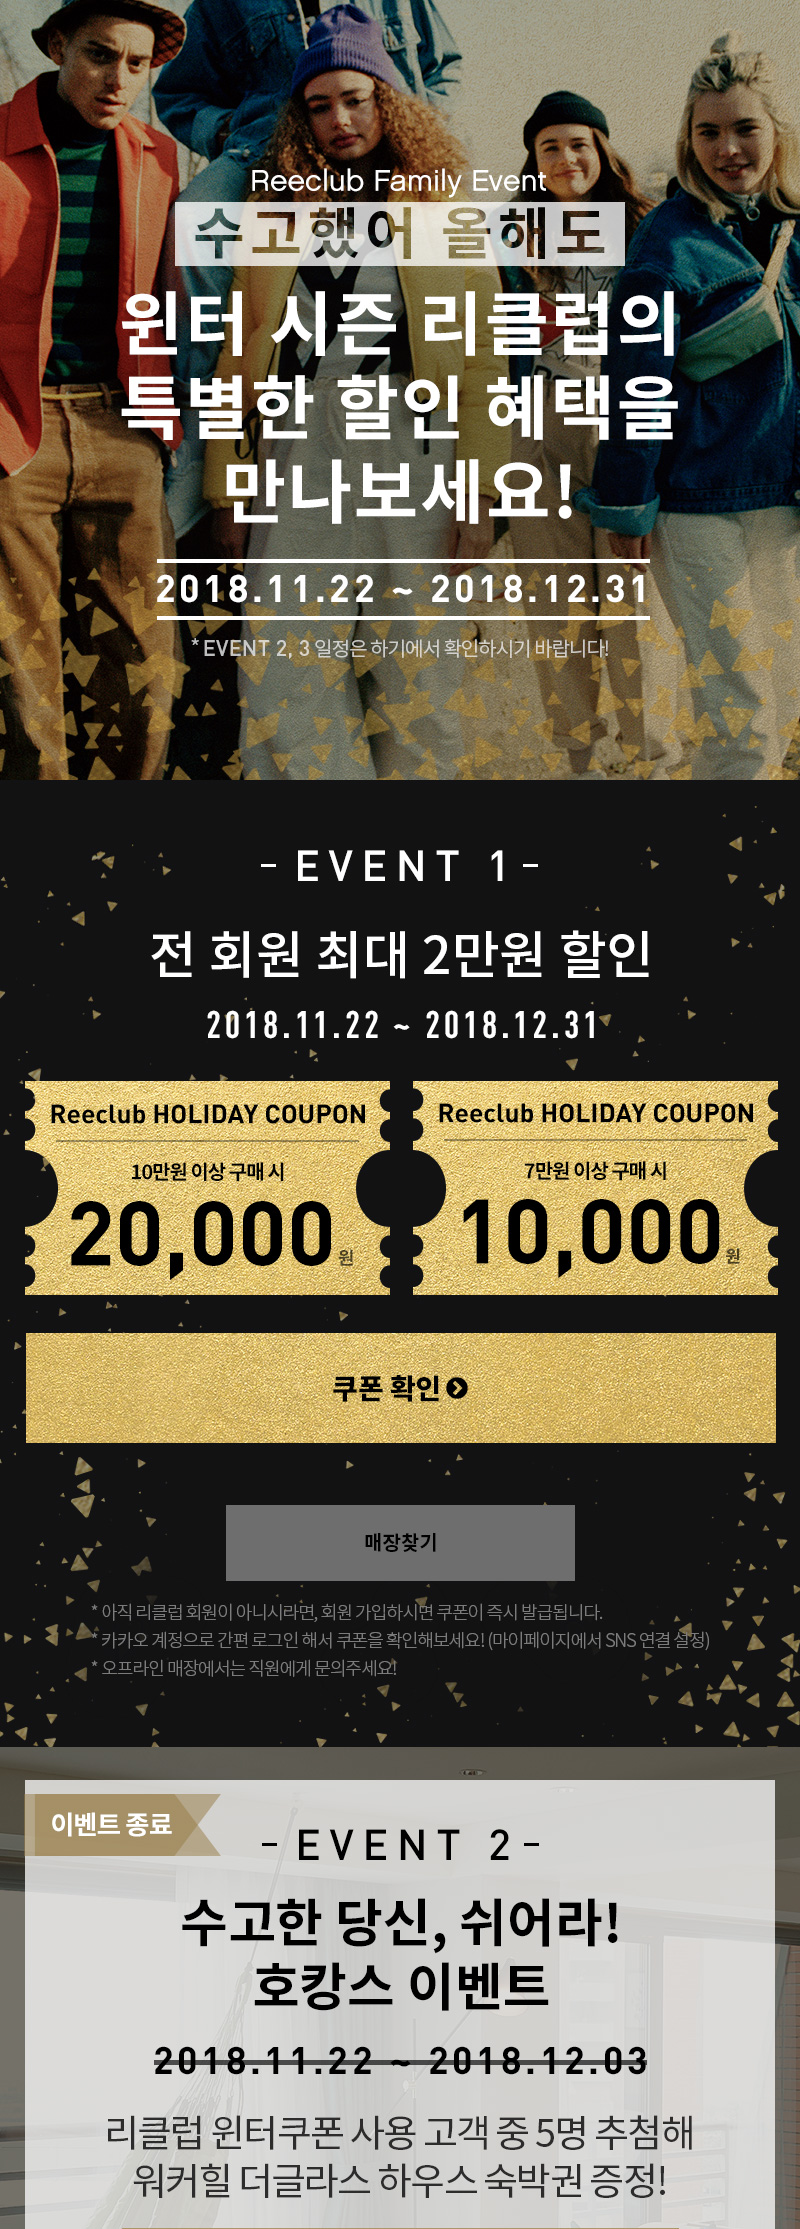 Reeclub Family Event
수고했어 올해도
윈터 시즌 리클럽의
특별한 할인 혜택을
만나보세요!
2018.11.22 ~ 2018.12.31
* EVENT 2, 3 일정은 하기에서 확인하시기 바랍니다!
- EVENT 1 -
전 회원 최대 2만원 할인
2018.11.22 ~ 2018.12.31
Reeclub HOLIDAY COUPON
10만원 이상 구매 시
20,000원
Reeclub HOLIDAY COUPON
7만원 이상 구매 시
10,000원
쿠폰 확인
매장찾기
* 아직 리클럽 회원이 아니시라면, 회원 가입하시면 쿠폰이 즉시 발급됩니다.
* 카카오 계정으로 간편 로그인 해서 쿠폰을 확인해보세요! (마이페이지에서 SNS 연결 설정)
* 오프라인 매장에서는 직원에게 문의주세요!
이벤트 종료
- EVENT 2 -
수고한 당신, 쉬어라!
호캉스 이벤트
2018.11.22 ~ 2018.12.03
리클럽 윈터쿠폰 사용 고객 중 5명 추첨해
워커힐 더글라스 하우스 숙박권 증정!